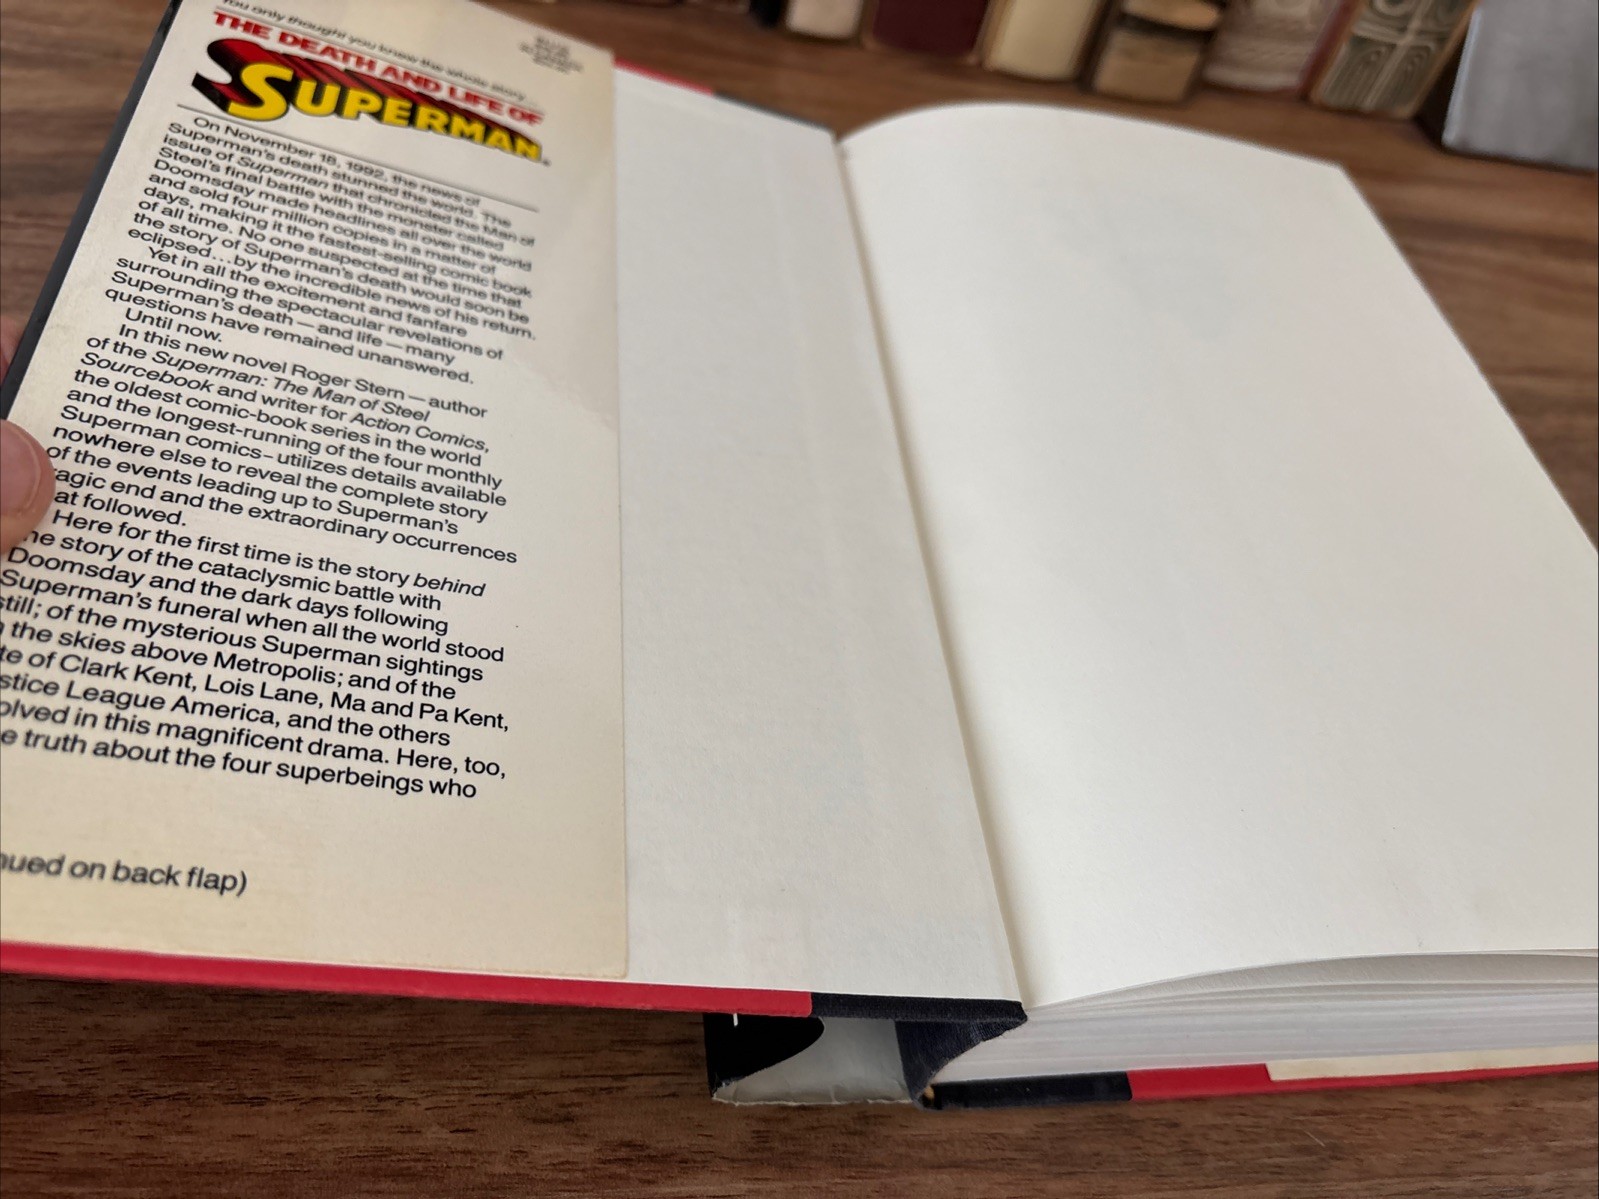 You only thought you knew the whole story...
THE DEATH AND LIFE OF
SUPERMAN
On November 18, 1992, the news of
Superman's death stunned the world. The
issue of Superman that chronicled the Man of
Steel's final battle with the monster called
Doomsday made headlines all over the world
and sold four million copies in a matter of
days, making it the fastest-selling comic book
of all time. No one suspected at the time that
the story of Superman's death would soon be
eclipsed...by the incredible news of his return.
Yet in all the excitement and fanfare
surrounding the spectacular revelations of
Superman's death — and life — many
questions have remained unanswered.
Until now.
In this new novel Roger Stern — author
of the Superman: The Man of Steel
Sourcebook and writer for Action Comics,
the oldest comic-book series in the world
and the longest-running of the four monthly
Superman comics– utilizes details available
nowhere else to reveal the complete story
of the events leading up to Superman's
agic end and the extraordinary occurrences
at followed.
Here for the first time is the story behind
he story of the cataclysmic battle with
Doomsday and the dark days following
Superman's funeral when all the world stood
still; of the mysterious Superman sightings
the skies above Metropolis; and of the
te of Clark Kent, Lois Lane, Ma and Pa Kent,
stice League America, and the others
olved in this magnificent drama. Here, too,
e truth about the four superbeings who
nued on back flap)